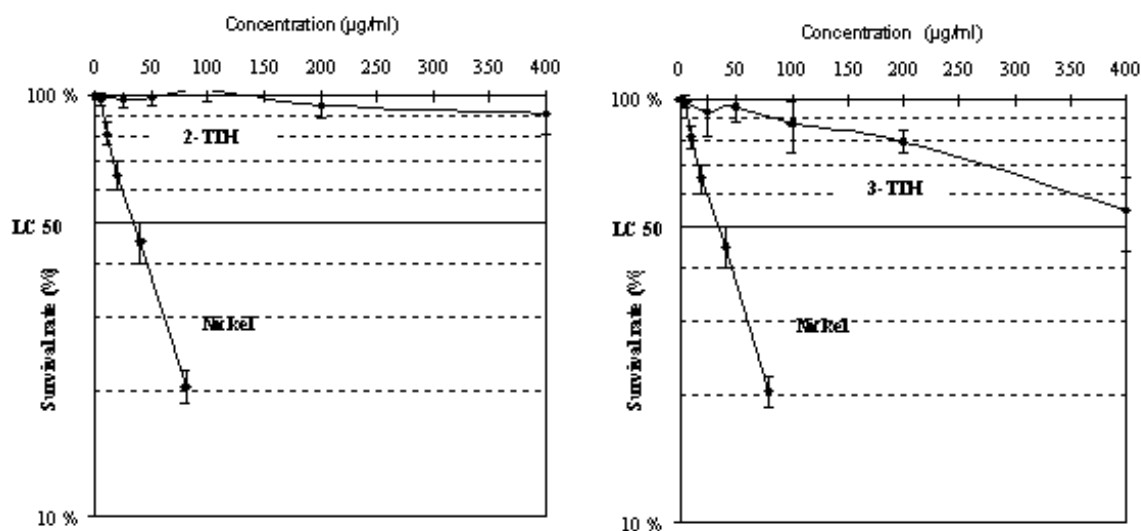 Concentration (µg/ml)
0 50 100 150 200 250 300 350 400
100 %
2-TTH
LC 50
Survival rate (%)
Nickel
10 %
Concentration (µg/ml)
0 50 100 150 200 250 300 350 400
100 %
3-TTH
LC 50
Survival rate (%)
Nickel
10 %